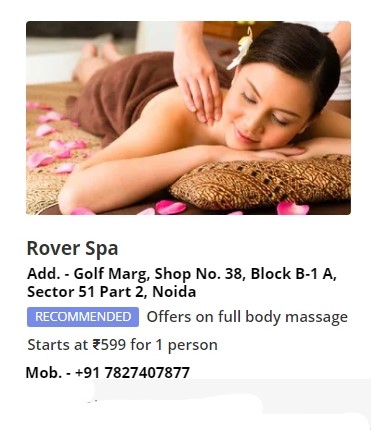 Rover Spa
Add. - Golf Marg, Shop No. 38, Block B-1 A,
Sector 51 Part 2, Noida
RECOMMENDED Offers on full body massage
Starts at ₹599 for 1 person
Mob. - +91 7827407877